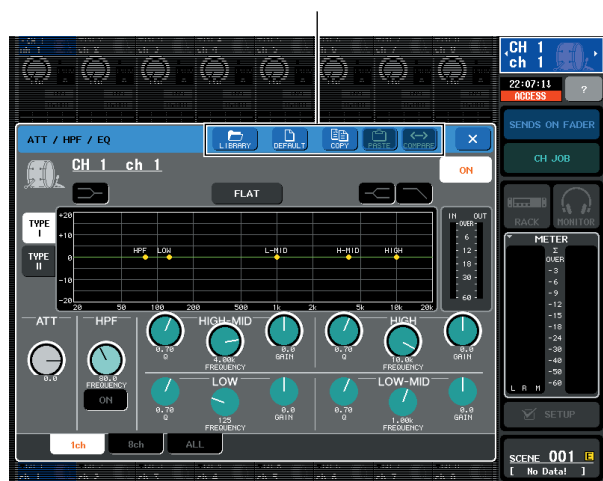 CH 1
ch 1
22:07:11
ACCESS
?
SENDS ON FADER
CH JOB
RACK
MONITOR
METER
Σ
OVER
-3
-6
-9
-12
-15
-18
-24
-30
-40
-50
-60
L R M
SETUP
SCENE 001 E
[ No Data! ]
ATT / HPF / EQ
LIBRARY
DEFAULT
COPY
PASTE
COMPARE
×
CH 1 ch 1
ON
FLAT
TYPE I
TYPE II
+20
+10
0
-10
-20
20 50 100 200 500 1k 2k 5k 10k 20k
HPF LOW L-MID H-MID HIGH
IN OUT
-OVER-
- 6 -
- 12 -
- 18 -
- 30 -
- 60 -
ATT
0.0
HPF
80.0
FREQUENCY
ON
HIGH-MID
0.70
Q
4.00k
FREQUENCY
0.0
GAIN
HIGH
0.70
Q
10.0k
FREQUENCY
0.0
GAIN
LOW
0.70
Q
125
FREQUENCY
0.0
GAIN
LOW-MID
0.70
Q
1.00k
FREQUENCY
0.0
GAIN
1ch
8ch
ALL